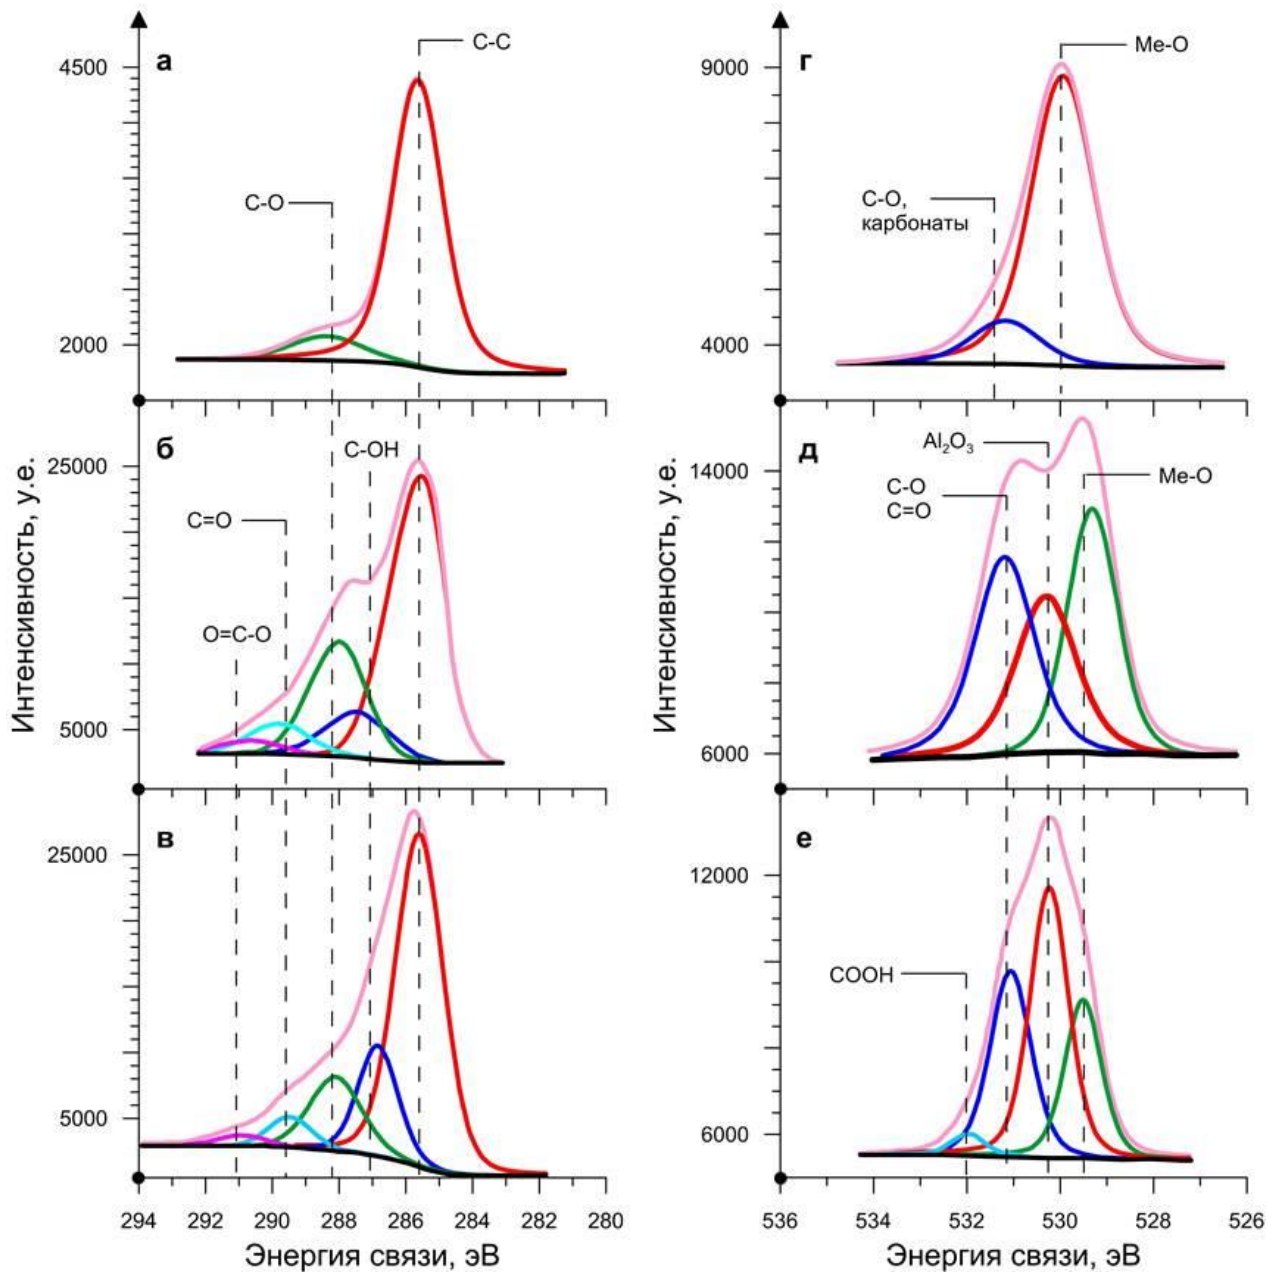 а
C-C
4500
C-O
2000
б
C-OH
25000
C=O
O=C-O
5000
в
25000
5000
Интенсивность, у.е.
294 292 290 288 286 284 282 280
Энергия связи, эВ
г
Me-O
9000
C-O,
карбонаты
4000
д
Al₂O₃
14000
Me-O
C-O
C=O
6000
е
12000
COOH
6000
Интенсивность, у.е.
536 534 532 530 528 526
Энергия связи, эВ